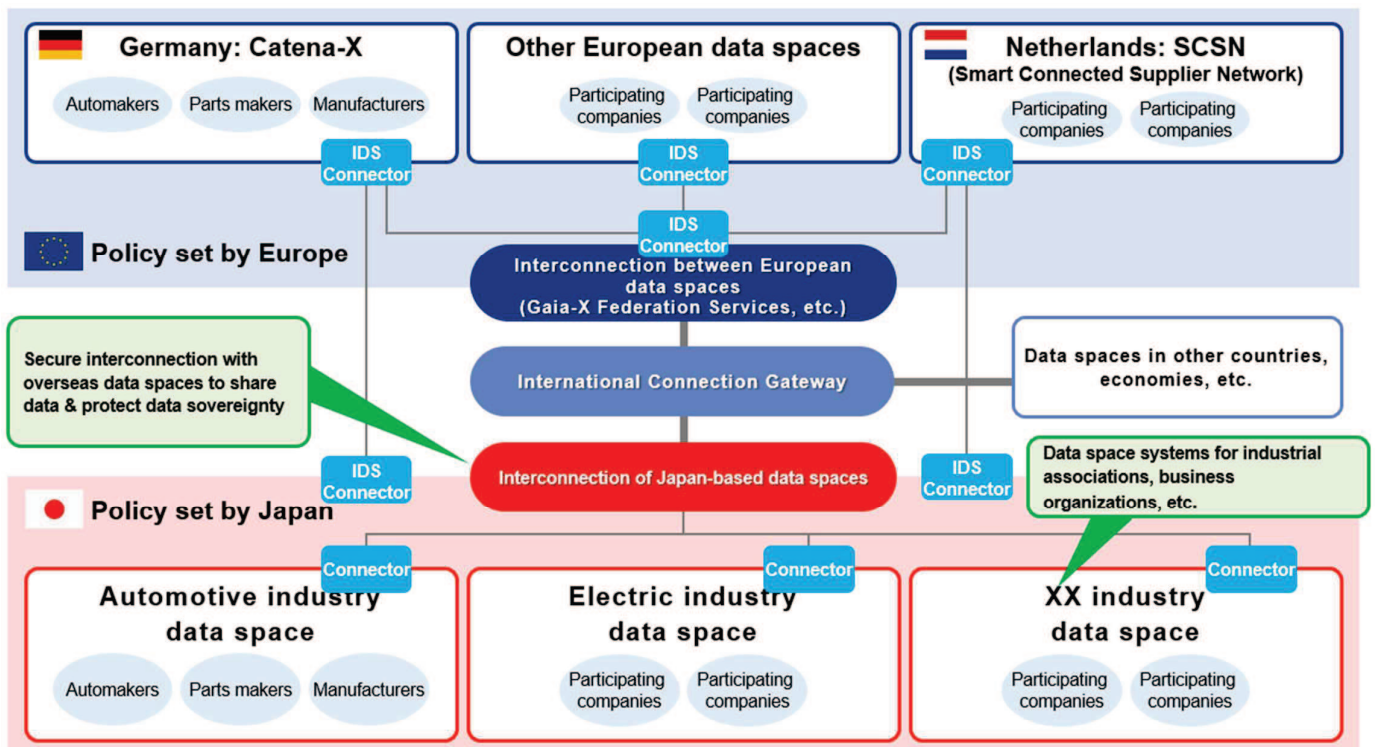 Germany: Catena-X
Automakers
Parts makers
Manufacturers
IDS
Connector
Other European data spaces
Participating
companies
Participating
companies
IDS
Connector
Netherlands: SCSN
(Smart Connected Supplier Network)
Participating
companies
Participating
companies
IDS
Connector
IDS
Connector
Policy set by Europe
Interconnection between European
data spaces
(Gaia-X Federation Services, etc.)
Secure interconnection with
overseas data spaces to share
data & protect data sovereignty
International Connection Gateway
Data spaces in other countries,
economies, etc.
IDS
Connector
Interconnection of Japan-based data spaces
IDS
Connector
Data space systems for industrial
associations, business
organizations, etc.
Policy set by Japan
Connector
Automotive industry
data space
Automakers
Parts makers
Manufacturers
Connector
Electric industry
data space
Participating
companies
Participating
companies
Connector
XX industry
data space
Participating
companies
Participating
companies